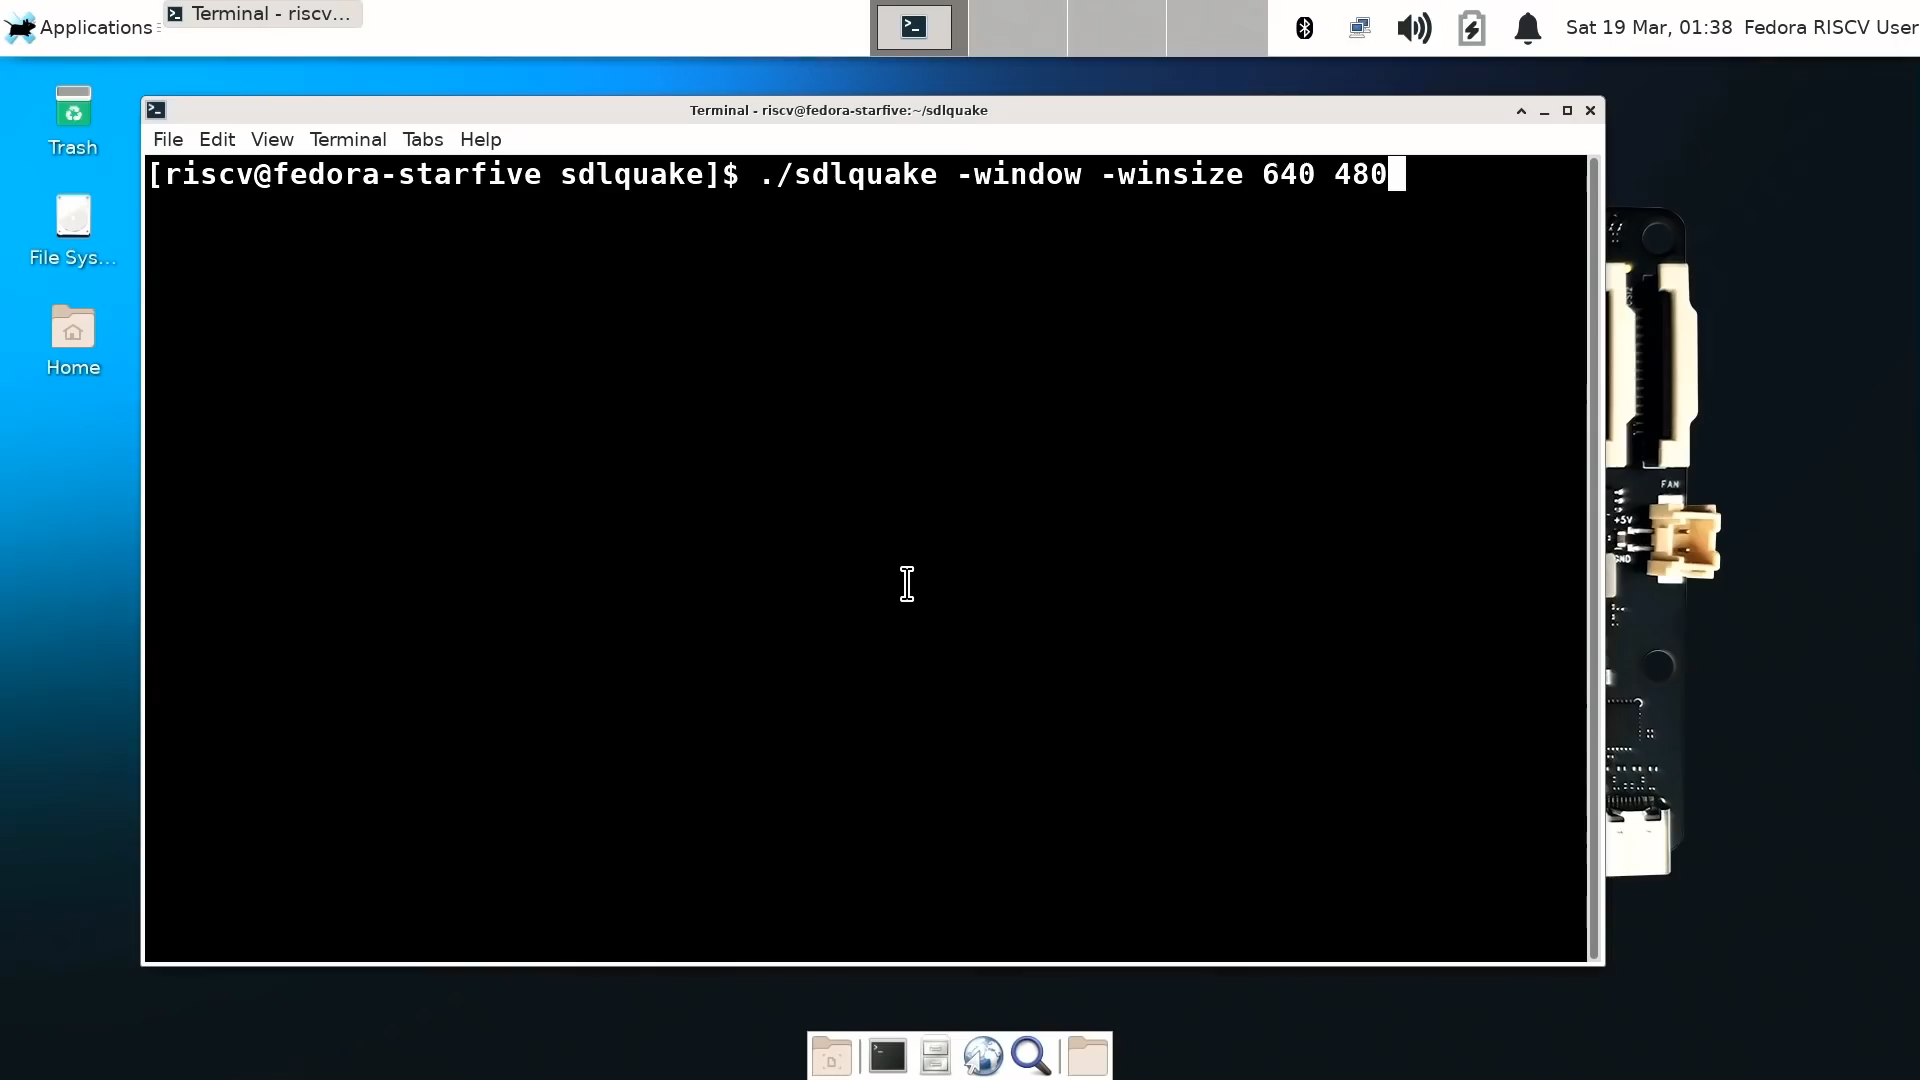 Applications
Terminal - riscv...
Sat 19 Mar, 01:38 Fedora RISCV User
Trash
File Sys...
Home
Terminal - riscv@fedora-starfive:~/sdlquake
File Edit View Terminal Tabs Help
[riscv@fedora-starfive sdlquake]$ ./sdlquake -window -winsize 640 480
FAN
+5V
GND